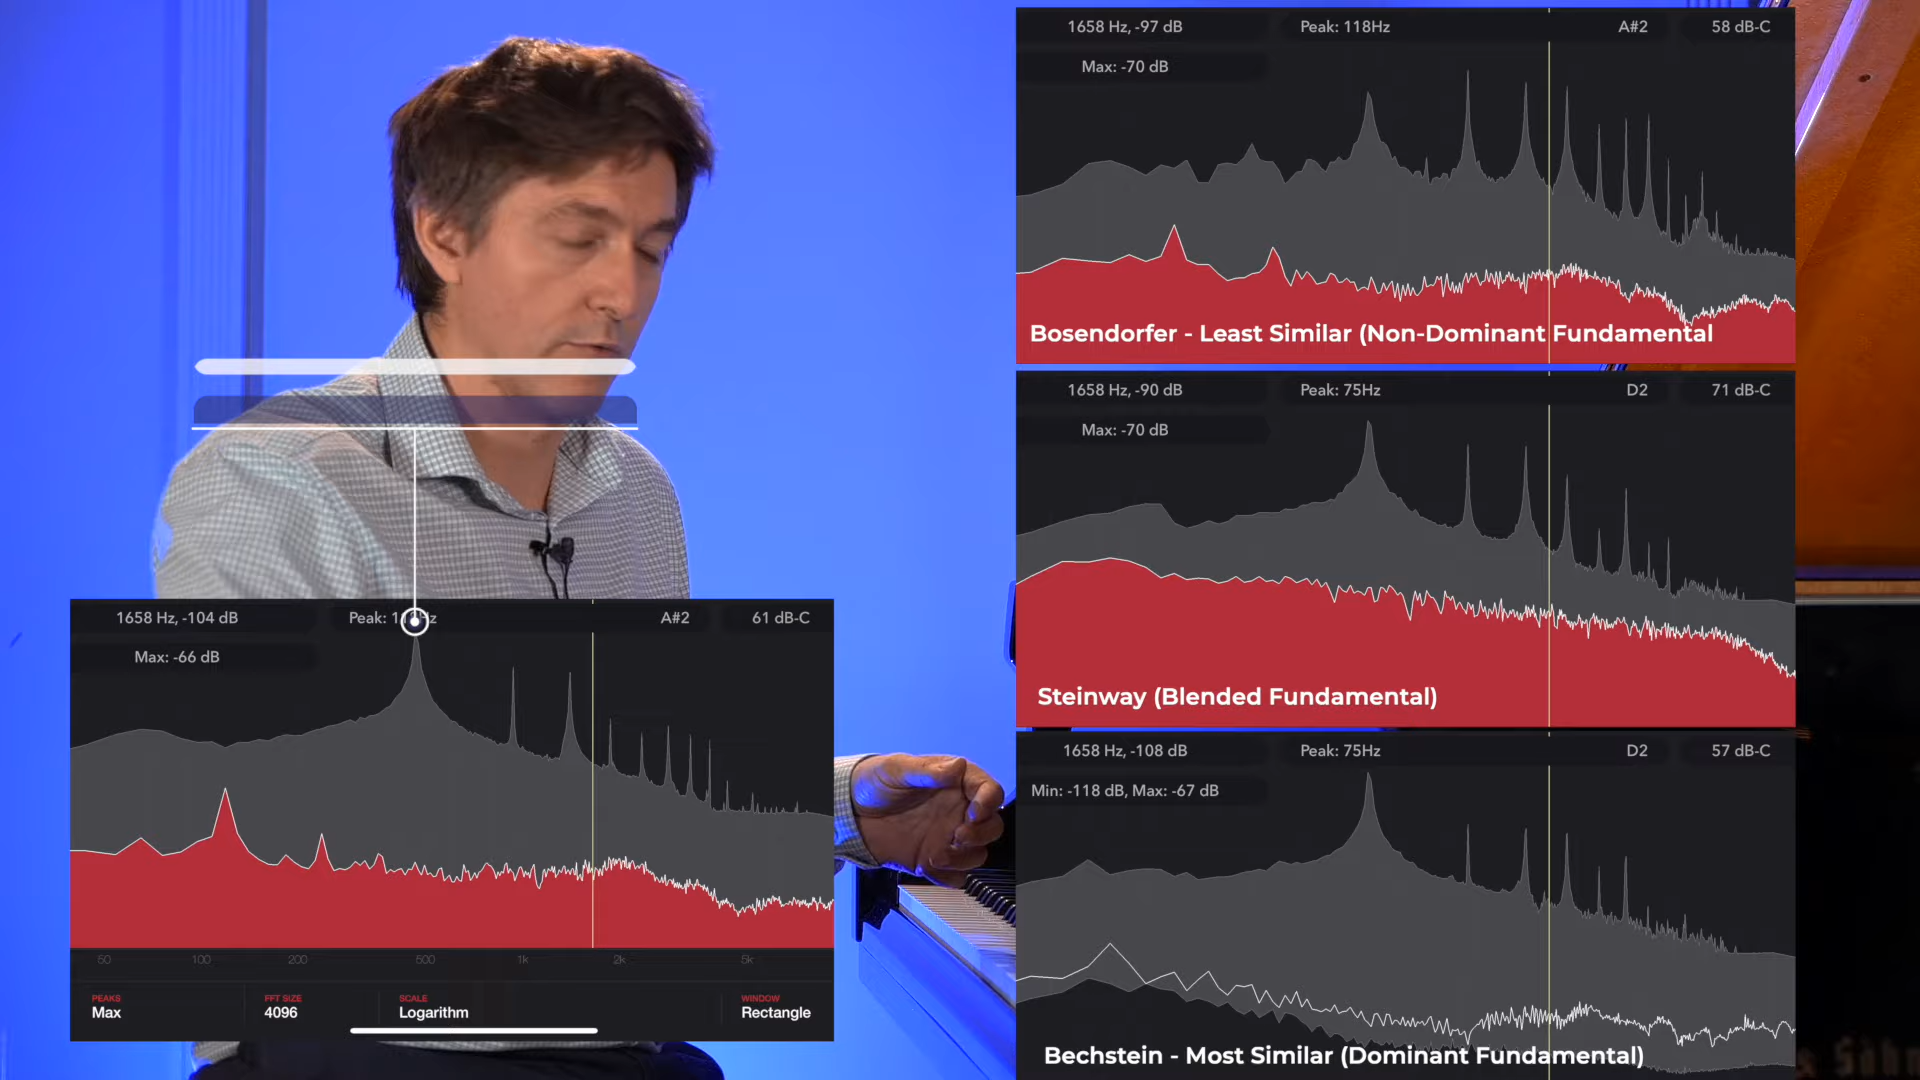 1658 Hz, -97 dB Peak: 118Hz A#2 58 dB-C
Max: -70 dB
Bosendorfer - Least Similar (Non-Dominant Fundamental
1658 Hz, -90 dB Peak: 75Hz D2 71 dB-C
Max: -70 dB
Steinway (Blended Fundamental)
1658 Hz, -104 dB Peak: A#2 61 dB-C
Max: -66 dB
50 100 200 500 1k 2k 5k
PEAKS FFT SIZE SCALE WINDOW
Max 4096 Logarithm Rectangle
1658 Hz, -108 dB Peak: 75Hz D2 57 dB-C
Min: -118 dB, Max: -67 dB
Bechstein - Most Similar (Dominant Fundamental)